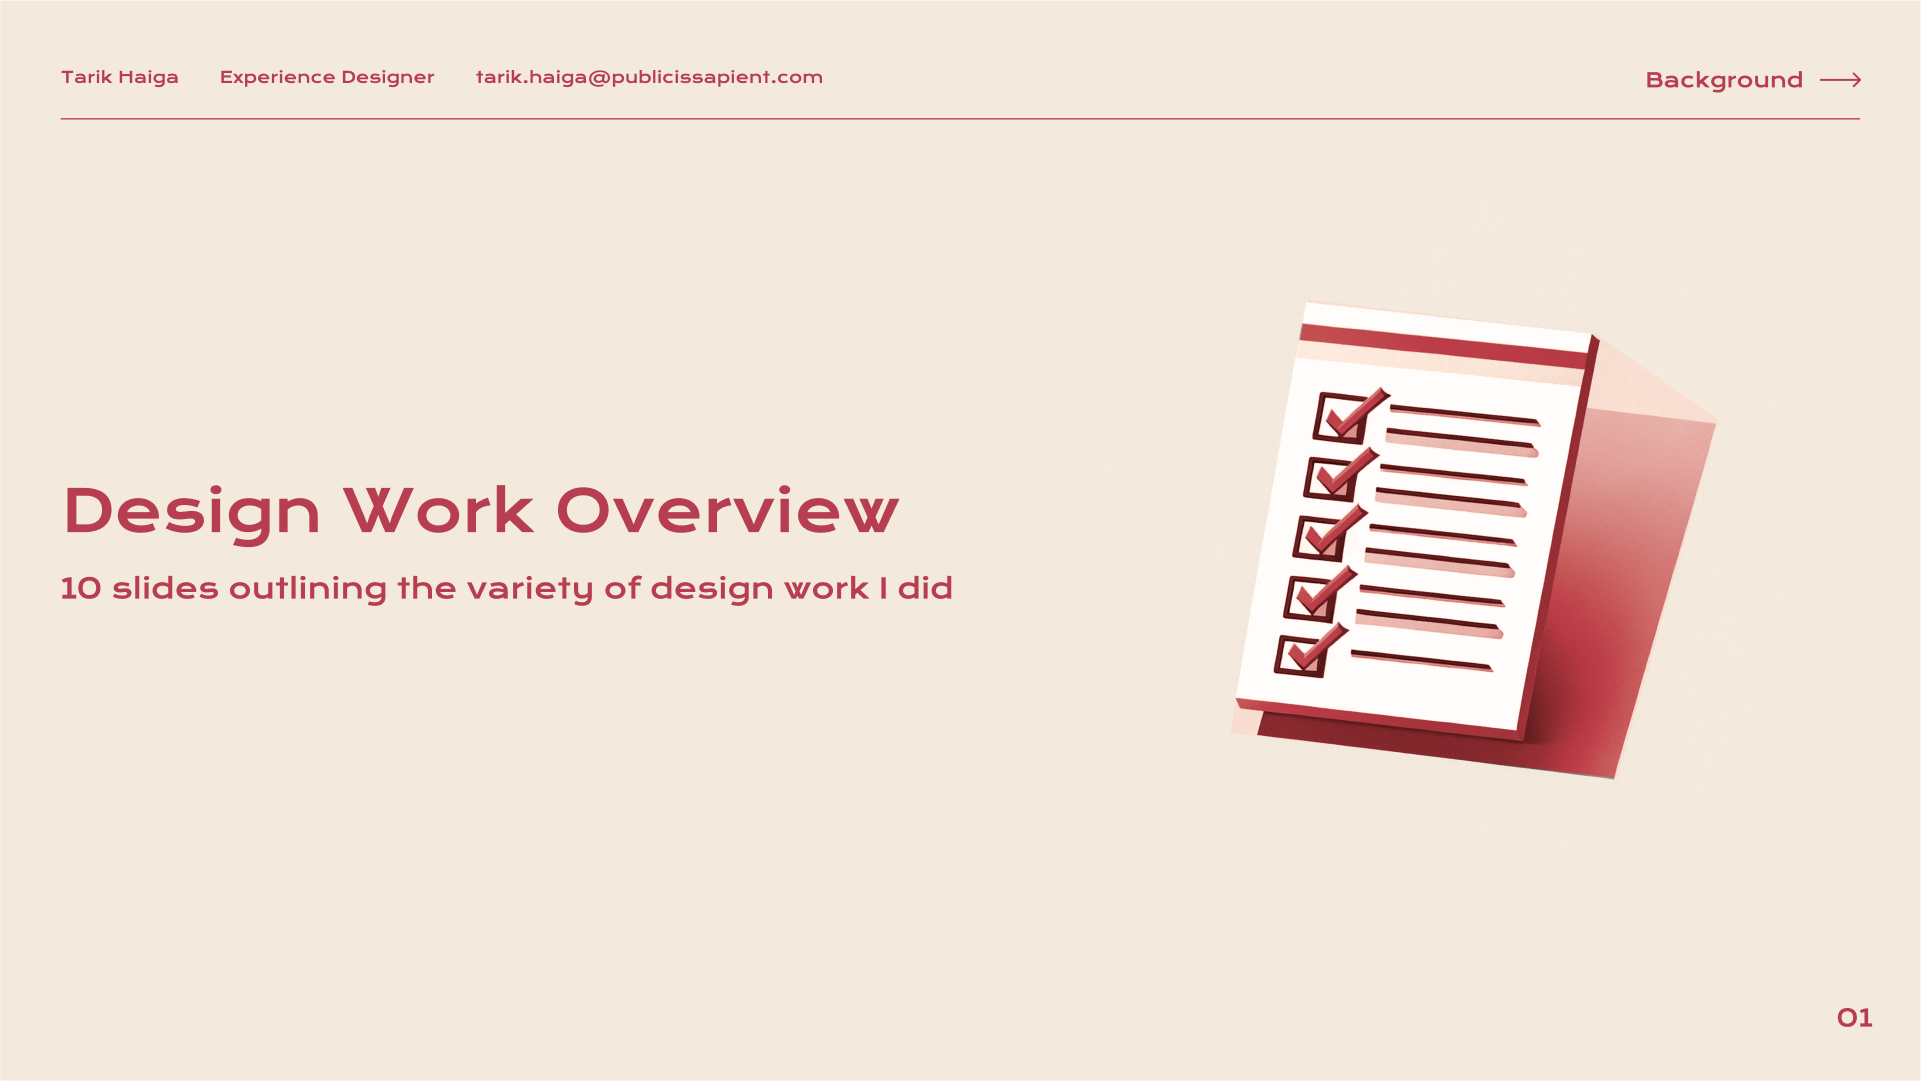 Tarik Haiga Experience Designer tarik.haiga@publicissapient.com Background
Design Work Overview
10 slides outlining the variety of design work I did
01